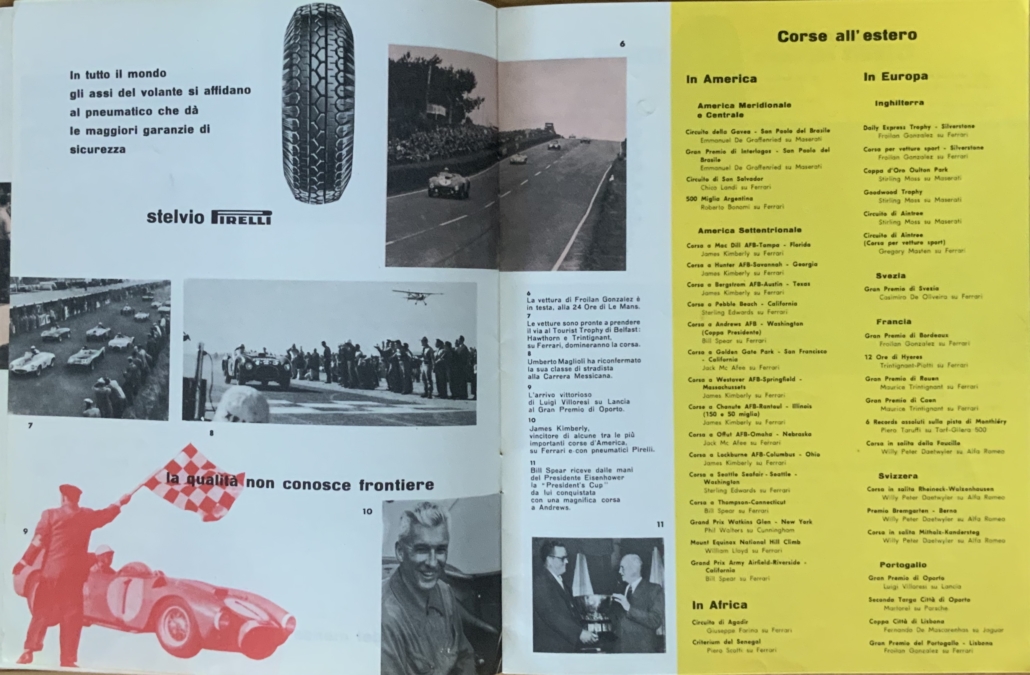 In tutto il mondo
gli assi del volante si affidano
al pneumatico che dà
le maggiori garanzie di
sicurezza
stelvio PIRELLI
7
8
la qualità non conosce frontiere
9
10
6
6
La vettura di Froilan Gonzalez è
in testa, alla 24 Ore di Le Mans.
7
Le vetture sono pronte a prendere
il via al Tourist Trophy di Belfast:
Hawthorn e Trintignant,
su Ferrari, domineranno la corsa.
8
Umberto Maglioli ha riconfermato
la sua classe di stradista
alla Carrera Messicana.
9
L'arrivo vittorioso
di Luigi Villoresi su Lancia
al Gran Premio di Oporto.
10
James Kimberly,
vincitore di alcune tra le più
importanti corse d'America,
su Ferrari e con pneumatici Pirelli.
11
Bill Spear riceve dalle mani
del Presidente Eisenhower
la "President's Cup"
da lui conquistata
con una magnifica corsa
a Andrews.
11
Corse all'estero
In America
America Meridionale
e Centrale
Circuito della Gavea - San Paolo del Brasile
Emmanuel De Graffenried su Maserati
Gran Premio di Interlagos - San Paolo del
Brasile
Emmanuel De Graffenried su Maserati
Circuito di San Salvador
Chico Landi su Ferrari
500 Miglia Argentina
Roberto Bonomi su Ferrari
America Settentrionale
Corsa a Mac Dill AFB-Tampa - Florida
James Kimberly su Ferrari
Corsa a Hunter AFB-Savannah - Georgia
James Kimberly su Ferrari
Corsa a Bergstrom AFB-Austin - Texas
James Kimberly su Ferrari
Corsa a Pebble Beach - California
Sterling Edwards su Ferrari
Corsa a Andrews AFB - Washington
(Coppa Presidente)
Bill Spear su Ferrari
Corsa a Golden Gate Park - San Francisco
- California
Jack Mc Afee su Ferrari
Corsa a Westover AFB-Springfield -
Massachussets
James Kimberly su Ferrari
Corse a Chanute AFB-Rantoul - Illinois
(150 e 50 miglia)
James Kimberly su Ferrari
Corsa a Offut AFB-Omaha - Nebraska
Jack Mc Afee su Ferrari
Corsa a Lockburne AFB-Columbus - Ohio
James Kimberly su Ferrari
Corsa a Seattle Seafair-Seattle -
Washington
Sterling Edwards su Ferrari
Corsa a Thompson-Connecticut
Bill Spear su Ferrari
Grand Prix Watkins Glen - New York
Phil Walters su Cunningham
Mount Equinox National Hill Climb
William Lloyd su Ferrari
Grand Prix Army Airfield-Riverside -
California
Bill Spear su Ferrari
In Africa
Circuito di Agadir
Giuseppe Farina su Ferrari
Criterium del Senegal
Piero Scotti su Ferrari
In Europa
Inghilterra
Daily Express Trophy - Silverstone
Froilan Gonzalez su Ferrari
Corsa per vetture sport - Silverstone
Froilan Gonzalez su Ferrari
Coppa d'Oro Oulton Park
Stirling Moss su Maserati
Goodwood Trophy
Stirling Moss su Maserati
Circuito di Aintree
Stirling Moss su Maserati
Circuito di Aintree
(Corsa per vetture sport)
Gregory Masten su Ferrari
Svezia
Gran Premio di Svezia
Casimiro De Oliveira su Ferrari
Francia
Gran Premio di Bordeaux
Froilan Gonzalez su Ferrari
12 Ore di Hyeres
Trintignant-Piotti su Ferrari
Gran Premio di Rouen
Maurice Trintignant su Ferrari
Gran Premio di Caen
Maurice Trintignant su Ferrari
6 Records assoluti sulla pista di Monthléry
Piero Taruffi su Tarf-Gilera 500
Corsa in salita della Faucille
Willy Peter Daetwyler su Alfa Romeo
Svizzera
Corsa in salita Rheineck-Walzenhausen
Willy Peter Daetwyler su Alfa Romeo
Premio Bremgarten - Berna
Willy Peter Daetwyler su Alfa Romeo
Corsa in salita Mitholz-Kandersteg
Willy Peter Daetwyler su Alfa Romeo
Portogallo
Gran Premio di Oporto
Luigi Villoresi su Lancia
Seconda Targa Città di Oporto
su Porsche
Coppa Città di Lisbona
Fernando De Mascarenhas su Jaguar
Gran Premio del Portogallo - Lisbona
Froilan Gonzalez su Ferrari